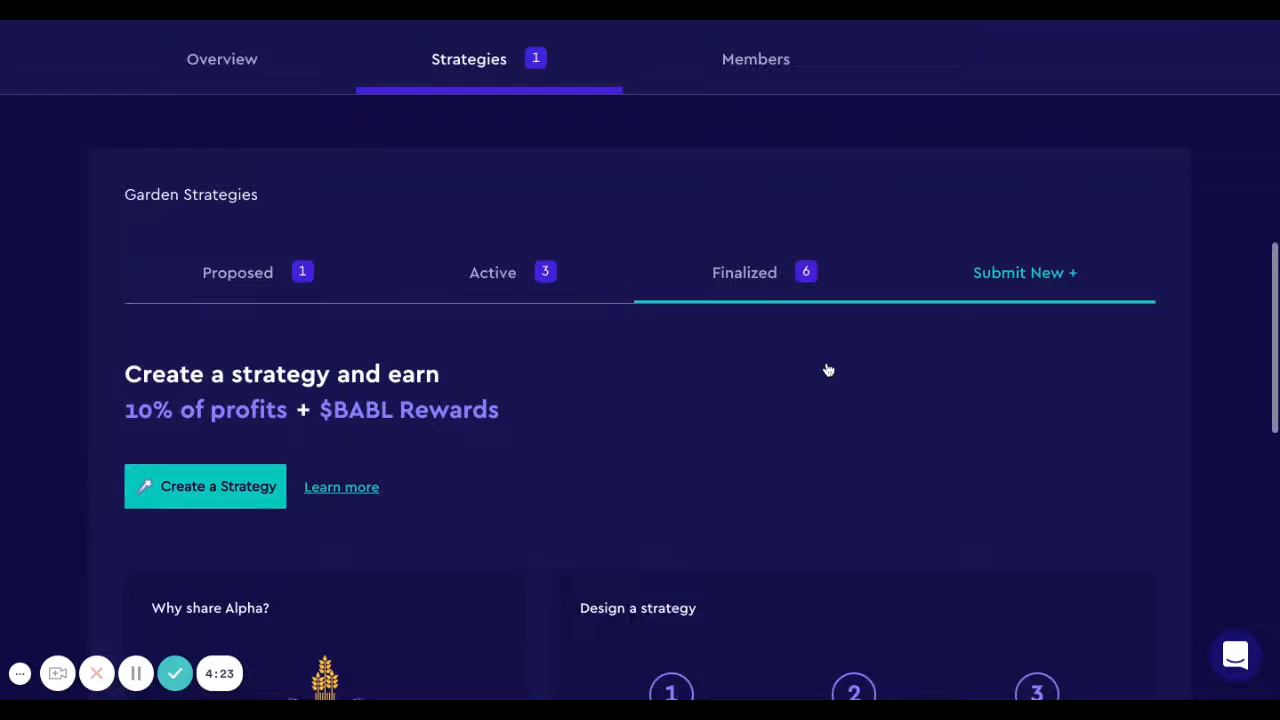 Overview
Strategies 1
Members
Garden Strategies
Proposed 1
Active 3
Finalized 6
Submit New +
Create a strategy and earn
10% of profits + $BABL Rewards
Create a Strategy
Learn more
Why share Alpha?
Design a strategy
1
2
3
4:23